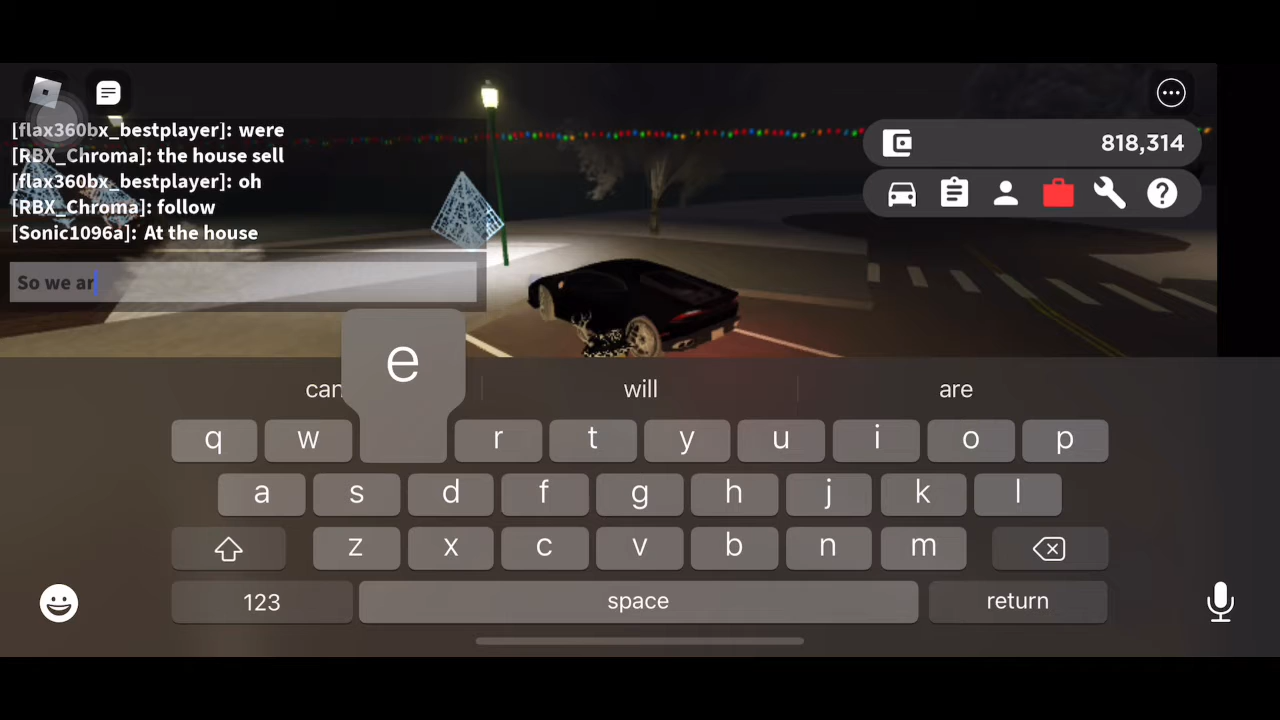 [flax360bx_bestplayer]: were
[RBX_Chroma]: the house sell
[flax360bx_bestplayer]: oh
[RBX_Chroma]: follow
[Sonic1096a]: At the house
So we ar
818,314
can will are
q w e r t y u i o p
a s d f g h j k l
z x c v b n m
123 space return